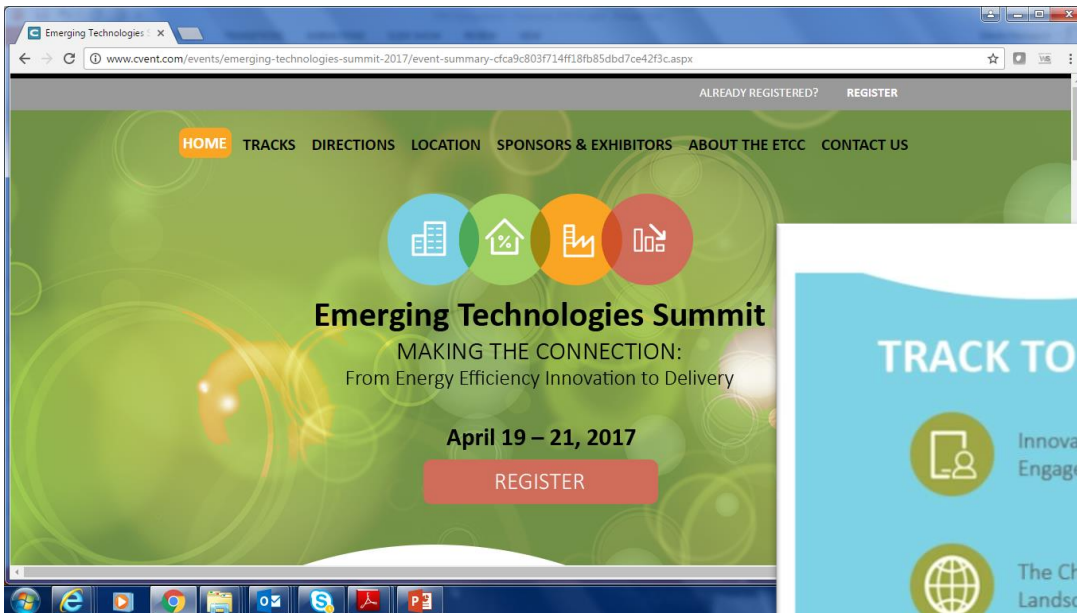 Emerging Technologies S
www.cvent.com/events/emerging-technologies-summit-2017/event-summary-cfca9c803f714ff18fb85dbd7ce42f3c.aspx
ALREADY REGISTERED? REGISTER
HOME TRACKS DIRECTIONS LOCATION SPONSORS & EXHIBITORS ABOUT THE ETCC CONTACT US
Emerging Technologies Summit
MAKING THE CONNECTION:
From Energy Efficiency Innovation to Delivery
April 19 – 21, 2017
REGISTER
TRACK TO
Innova
Engage
The Ch
Landsc